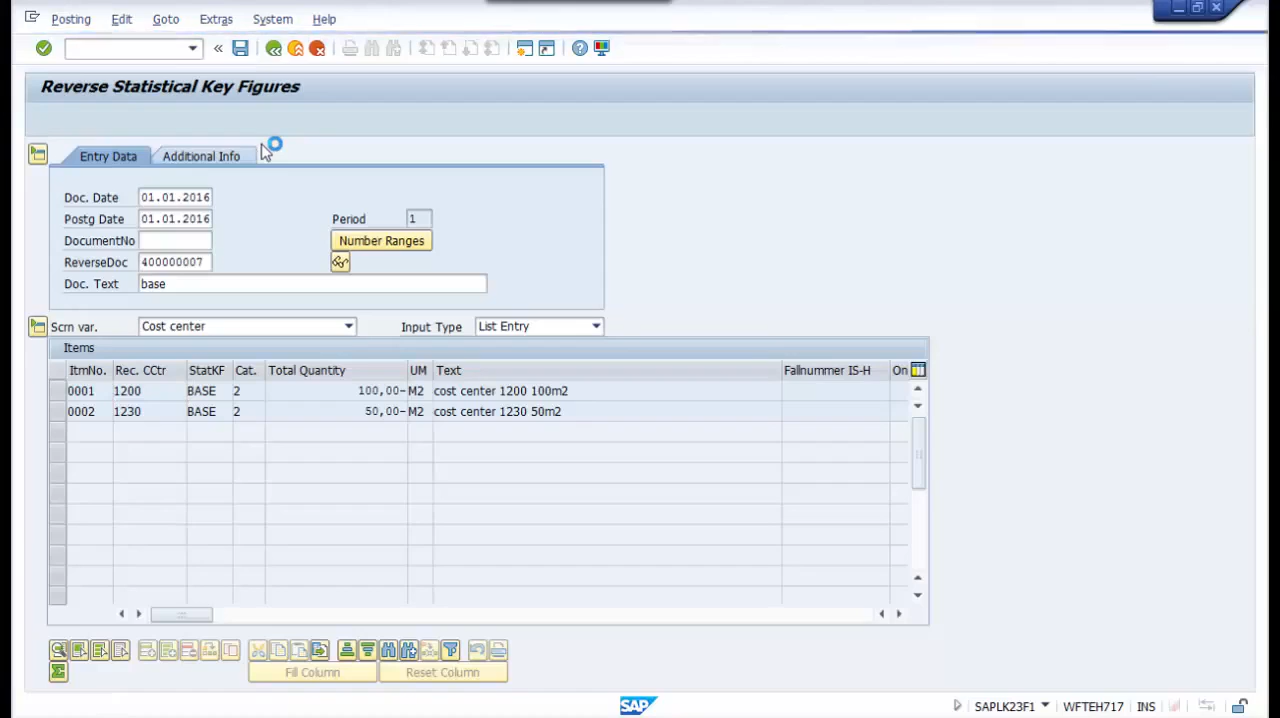 Posting Edit Goto Extras System Help
Reverse Statistical Key Figures
Entry Data Additional Info
Doc. Date 01.01.2016
Postg Date 01.01.2016 Period 1
DocumentNo Number Ranges
ReverseDoc 400000007
Doc. Text base
Scrn var. Cost center Input Type List Entry
Items
ItmNo. Rec. CCtr StatKF Cat. Total Quantity UM Text Fallnummer IS-H On
0001 1200 BASE 2 100,00- M2 cost center 1200 100m2
0002 1230 BASE 2 50,00- M2 cost center 1230 50m2
Fill Column Reset Column
SAP SAPLK23F1 WFTEH717 INS